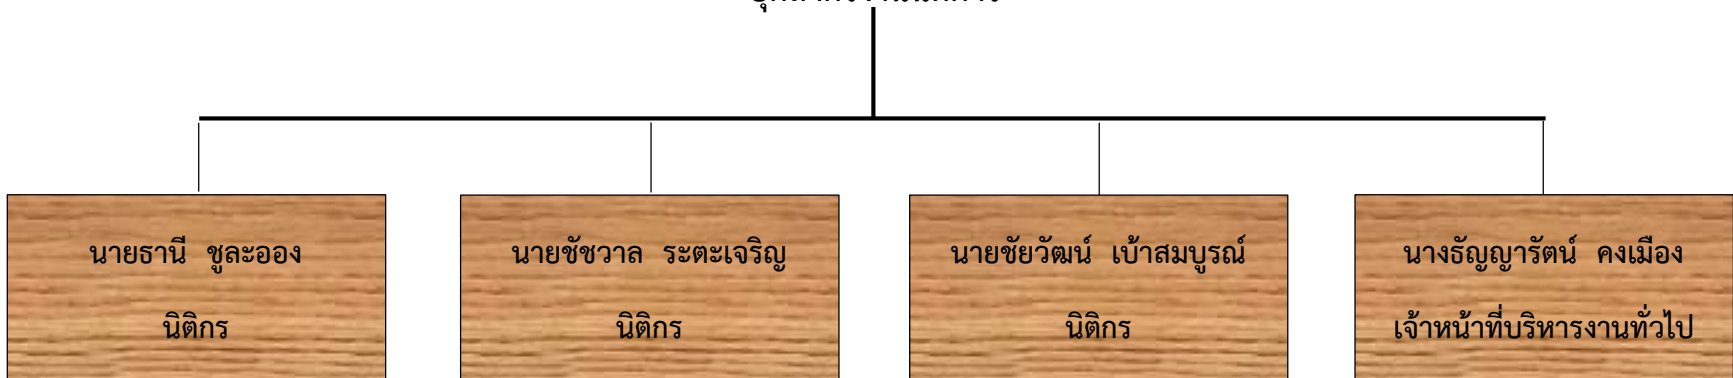 นายธานี ชูละออง
นิติกร
นายชัชวาล ระตะเจริญ
นิติกร
นายชัยวัฒน์ เบ้าสมบูรณ์
นิติกร
นางธัญญารัตน์ คงเมือง
เจ้าหน้าที่บริหารงานทั่วไป